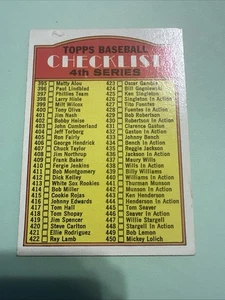 TOPPS BASEBALL
CHECKLIST
4th SERIES
395 Matty Alou
396 Paul Lindblad
397 Phillies Team
398 Larry Hisle
399 Milt Wilcox
400 Tony Oliva
401 Jim Nash
402 Bobby Heise
403 John Cumberland
404 Jeff Torborg
405 Ron Fairly
406 George Hendrick
407 Chuck Taylor
408 Jim Northrup
409 Frank Baker
410 Fergie Jenkins
411 Bob Montgomery
412 Dick Kelley
413 White Sox Rookies
414 Bob Miller
415 Cookie Rojas
416 Johnny Edwards
417 Tom Hall
418 Tom Shopay
419 Jim Spencer
420 Steve Carlton
421 Ellie Rodriguez
422 Ray Lamb
423 Oscar Gamble
424 Bill Gogolewski
425 Ken Singleton
426 Singleton In Action
427 Tito Fuentes
428 Fuentes In Action
429 Bob Robertson
430 Robertson In Action
431 Clarence Gaston
432 Gaston In Action
433 Johnny Bench
434 Bench In Action
435 Reggie Jackson
436 Jackson In Action
437 Maury Wills
438 Wills In Action
439 Billy Williams
440 Williams In Action
441 Thurman Munson
442 Munson In Action
443 Ken Henderson
444 Henderson In Action
445 Tom Seaver
446 Seaver In Action
447 Willie Stargell
448 Stargell In Action
449 Bob Lemon
450 Mickey Lolich